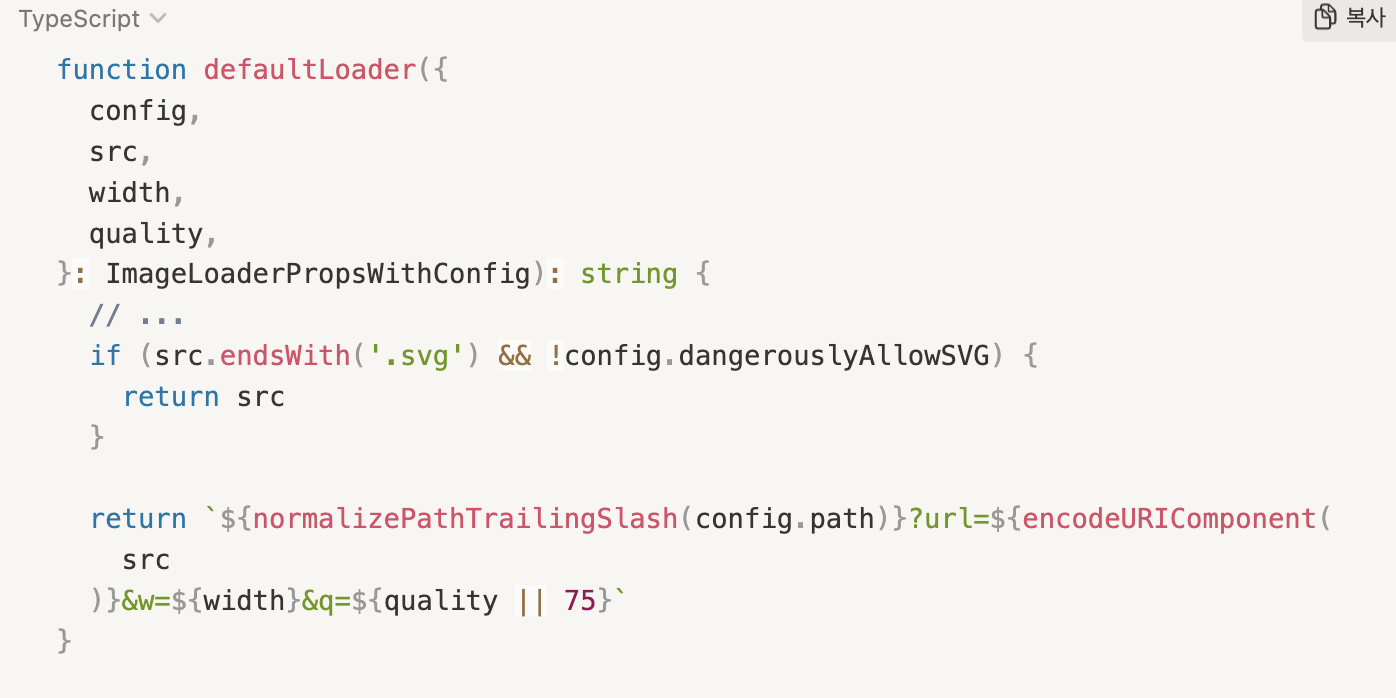 TypeScript
복사
function defaultLoader({
  config,
  src,
  width,
  quality,
}: ImageLoaderPropsWithConfig): string {
  // ...
  if (src.endsWith('.svg') && !config.dangerouslyAllowSVG) {
    return src
  }

  return `${normalizePathTrailingSlash(config.path)}?url=${encodeURIComponent(
    src
  )}&w=${width}&q=${quality || 75}`
}